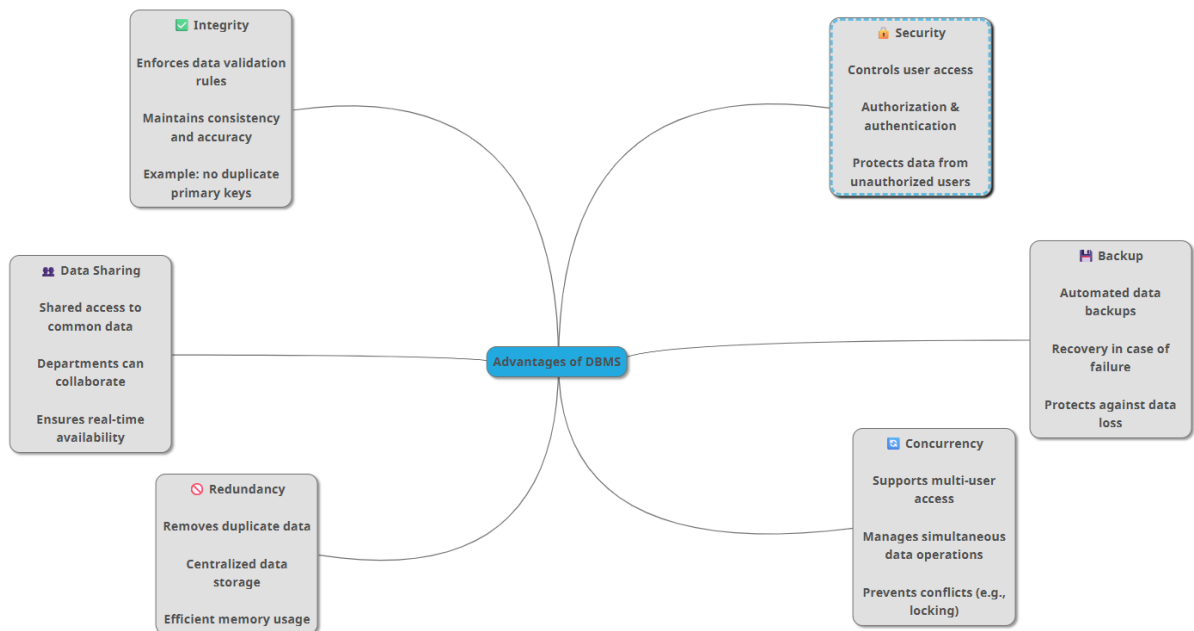 Integrity
Enforces data validation
rules
Maintains consistency
and accuracy
Example: no duplicate
primary keys
Security
Controls user access
Authorization &
authentication
Protects data from
unauthorized users
Data Sharing
Shared access to
common data
Departments can
collaborate
Ensures real-time
availability
Advantages of DBMS
Backup
Automated data
backups
Recovery in case of
failure
Protects against data
loss
Redundancy
Removes duplicate data
Centralized data
storage
Efficient memory usage
Concurrency
Supports multi-user
access
Manages simultaneous
data operations
Prevents conflicts (e.g.,
locking)